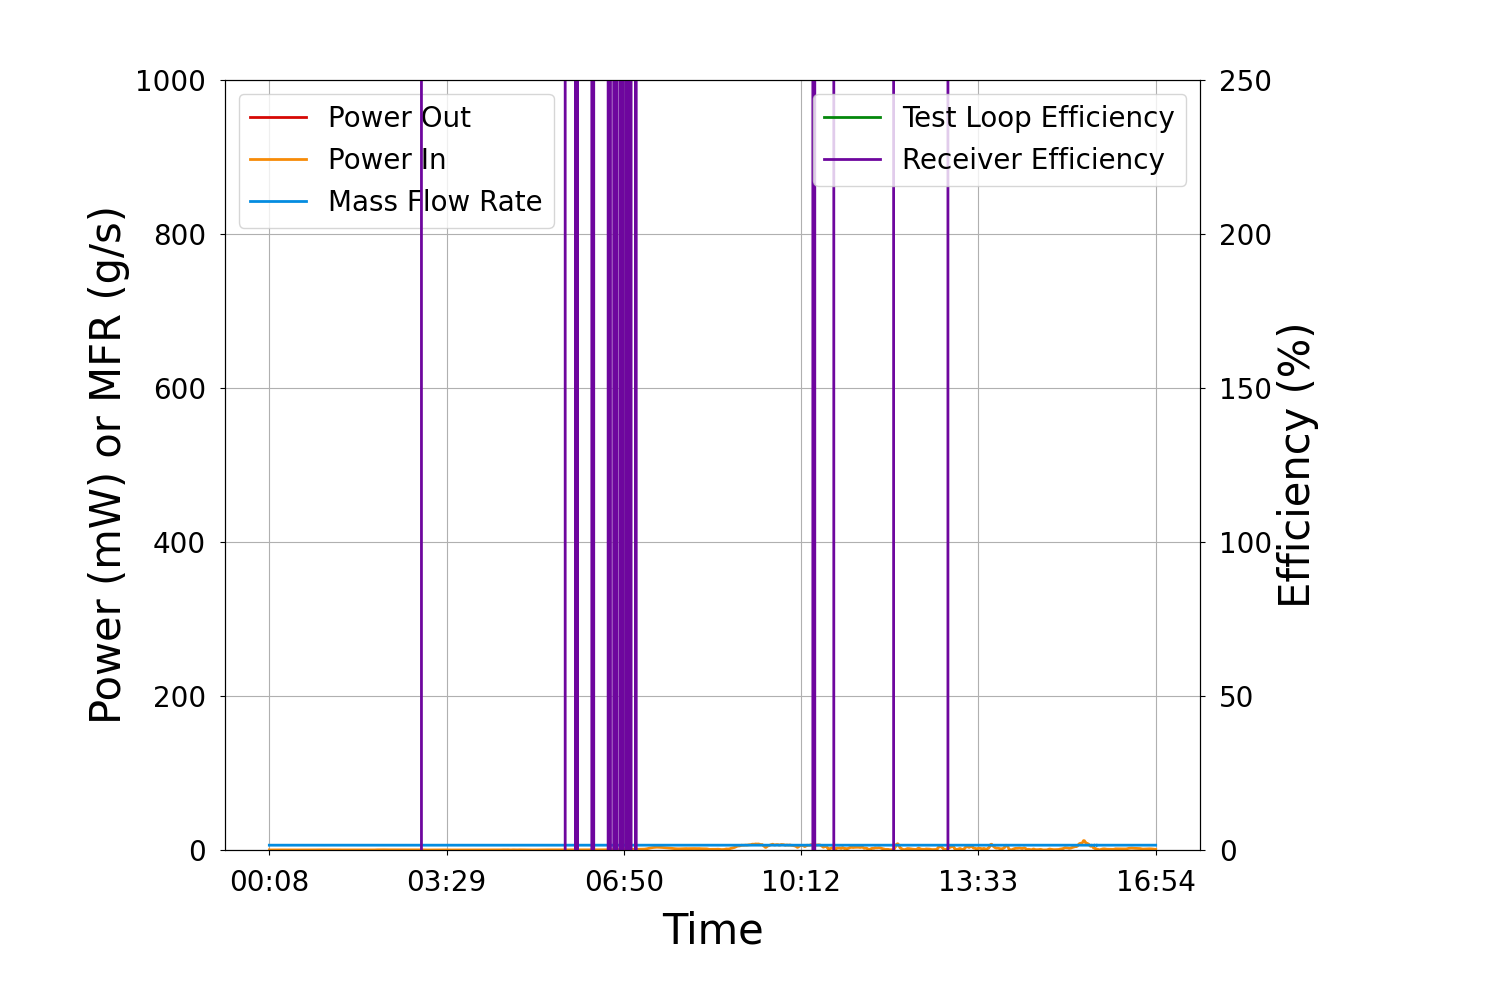 1000
800
600
400
200
0
Power (mW) or MFR (g/s)
Power Out
Power In
Mass Flow Rate
Test Loop Efficiency
Receiver Efficiency
250
200
150
100
50
0
Efficiency (%)
00:08 03:29 06:50 10:12 13:33 16:54
Time